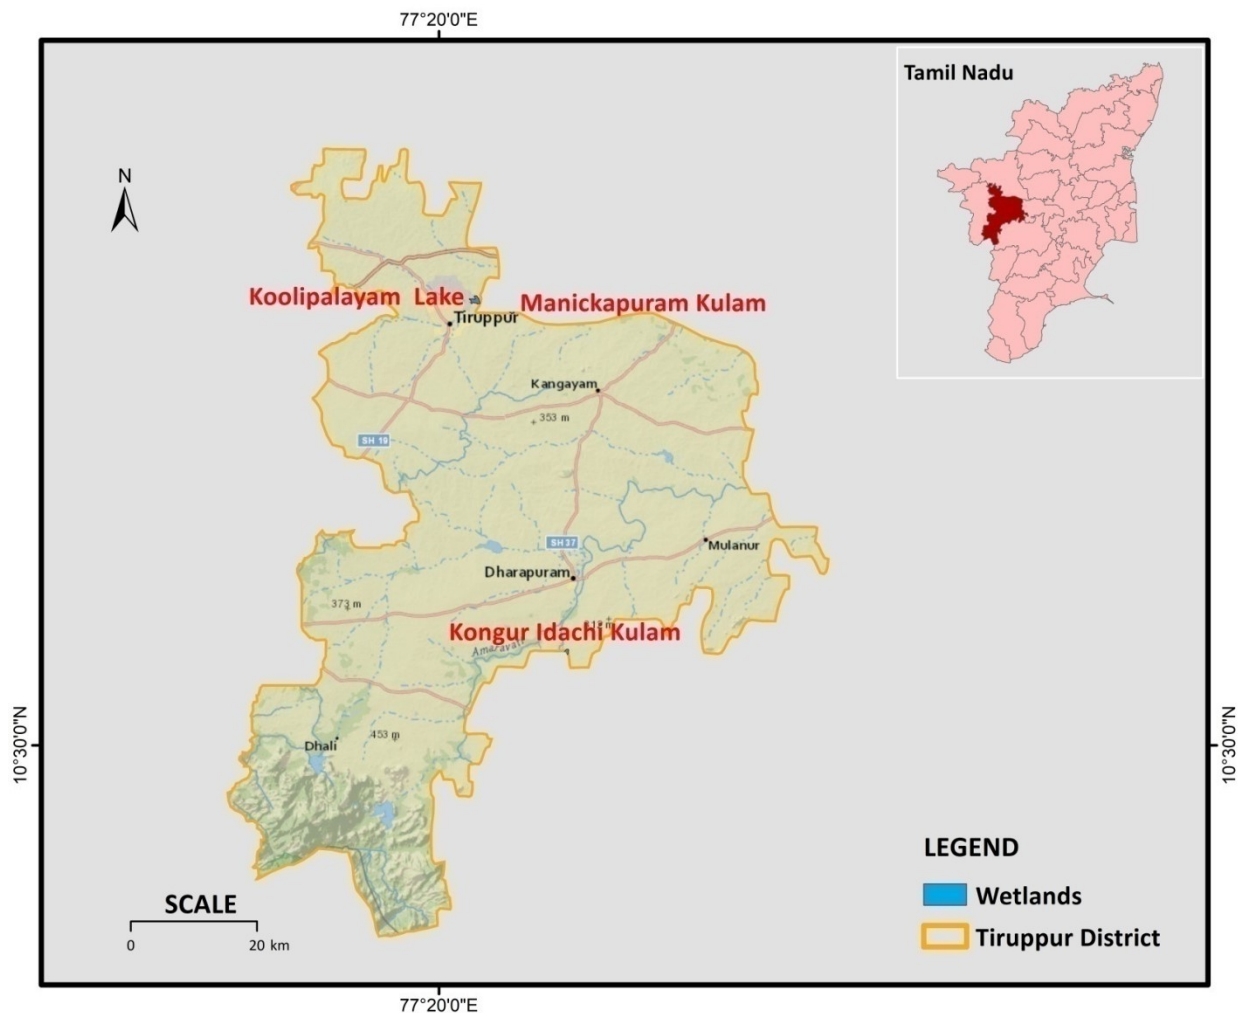 77°20'0"E
Tamil Nadu
N
Koolipalayam Lake
Manickapuram Kulam
Tiruppur
Kangayam
353 m
SH 19
SH 37
Mulanur
Dharapuram
373 m
Kongur Idachi Kulam
Amaravati
10°30'0"N
10°30'0"N
453 m
Dhali
LEGEND
Wetlands
Tiruppur District
SCALE
0 20 km
77°20'0"E